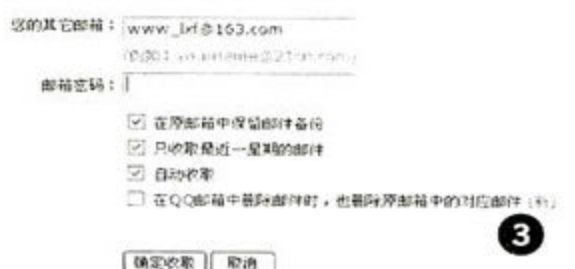 您的其它邮箱：www_lxf@163.com
邮箱密码：
在原邮箱中保留邮件备份
只收取最近一星期的邮件
自动收取
在QQ邮箱中删除邮件时，也删除原邮箱中的对应邮件
确定收取 取消
3